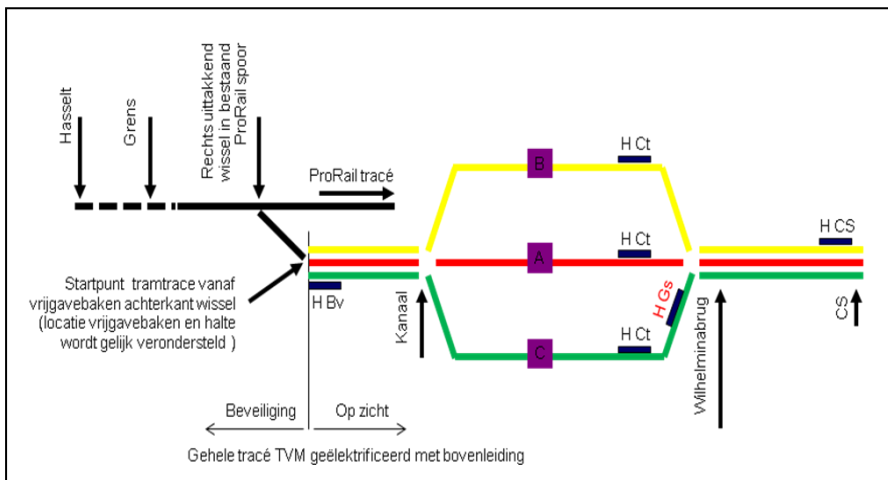 Hasselt
Grens
Rechts uittakkend
wissel in bestaand
ProRail spoor
ProRail tracé
B
H Ct
A
H Ct
C
H Ct
H Gs
H CS
H Bv
Kanaal
Wilhelminabrug
CS
Startpunt tramtrace vanaf
vrijgavebaken achterkant wissel
(locatie vrijgavebaken en halte
wordt gelijk verondersteld )
Beveiliging
Op zicht
Gehele tracé TVM geëlektrificeerd met bovenleiding